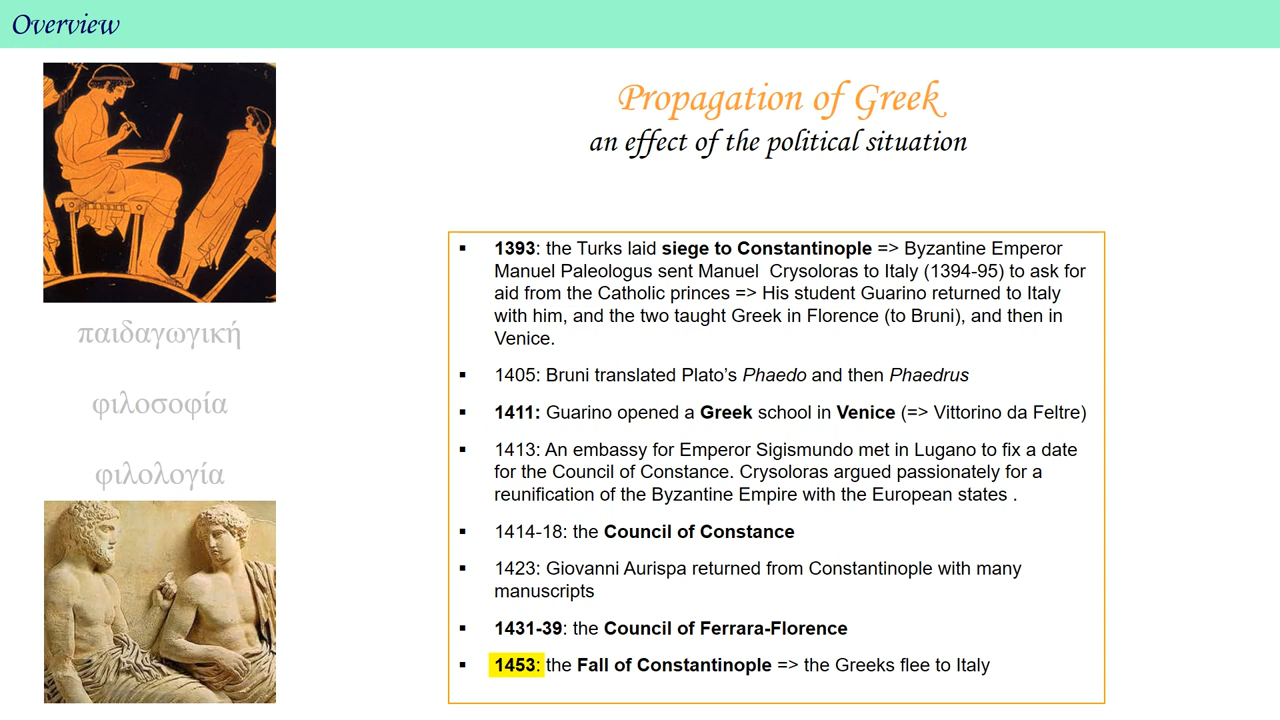 Overview
Propagation of Greek
an effect of the political situation
παιδαγωγική
φιλοσοφία
φιλολογία
▪ 1393: the Turks laid siege to Constantinople => Byzantine Emperor
Manuel Paleologus sent Manuel Crysoloras to Italy (1394-95) to ask for
aid from the Catholic princes => His student Guarino returned to Italy
with him, and the two taught Greek in Florence (to Bruni), and then in
Venice.
▪ 1405: Bruni translated Plato's Phaedo and then Phaedrus
▪ 1411: Guarino opened a Greek school in Venice (=> Vittorino da Feltre)
▪ 1413: An embassy for Emperor Sigismundo met in Lugano to fix a date
for the Council of Constance. Crysoloras argued passionately for a
reunification of the Byzantine Empire with the European states .
▪ 1414-18: the Council of Constance
▪ 1423: Giovanni Aurispa returned from Constantinople with many
manuscripts
▪ 1431-39: the Council of Ferrara-Florence
▪ 1453: the Fall of Constantinople => the Greeks flee to Italy